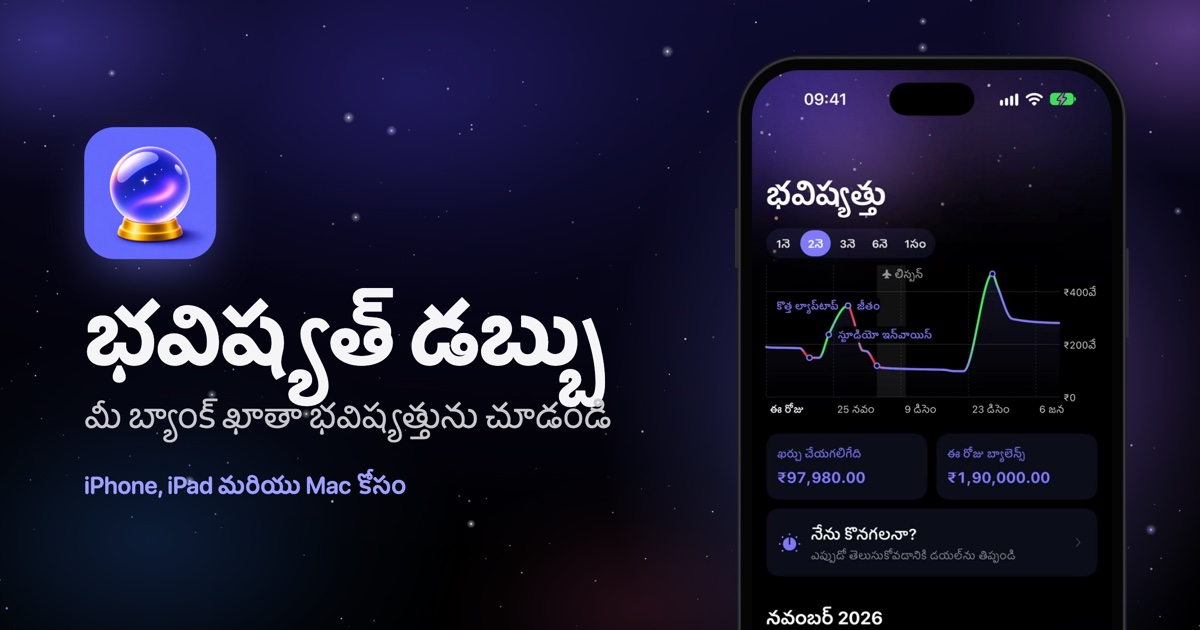 భవిష్యత్ డబ్బు
మీ బ్యాంక్ ఖాతా భవిష్యత్తును చూడండి
iPhone, iPad మరియు Mac కోసం
09:41
భవిష్యత్తు
1నె 2నె 3నె 6నె 1సం
లిస్బన్
₹400వే
కొత్త ల్యాప్‌టాప్ జీతం
స్టూడియో ఇన్‌వాయిస్
₹200వే
₹0
ఈ రోజు 25 నవం 9 డిసెం 23 డిసెం 6 జన
ఖర్చు చేయగలిగేది
₹97,980.00
ఈ రోజు బ్యాలెన్స్
₹1,90,000.00
నేను కొనగలనా?
ఎప్పుడో తెలుసుకోవడానికి డయల్‌ను తిప్పండి
నవంబర్ 2026